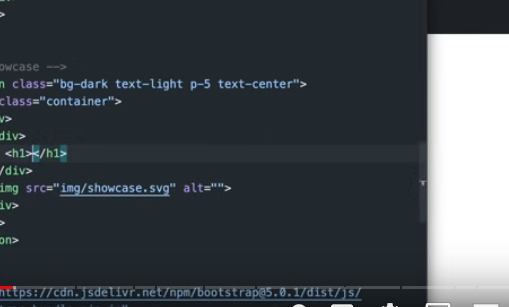 >
owcase -->
n class="bg-dark text-light p-5 text-center">
class="container">
v>
div>
<h1></h1>
/div>
img src="img/showcase.svg" alt="">
iv>
>
on>
https://cdn.jsdelivr.net/npm/bootstrap@5.0.1/dist/js/